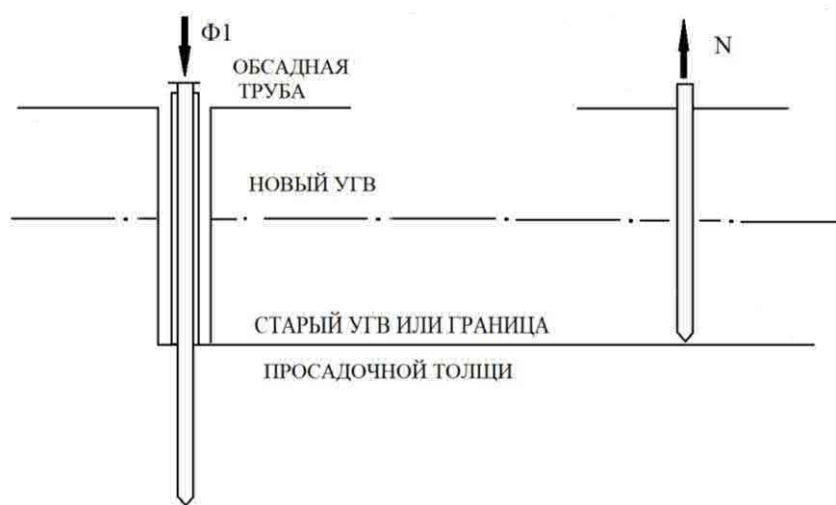 Ф1
N
ОБСАДНАЯ
ТРУБА
НОВЫЙ УГВ
СТАРЫЙ УГВ ИЛИ ГРАНИЦА
ПРОСАДОЧНОЙ ТОЛЩИ